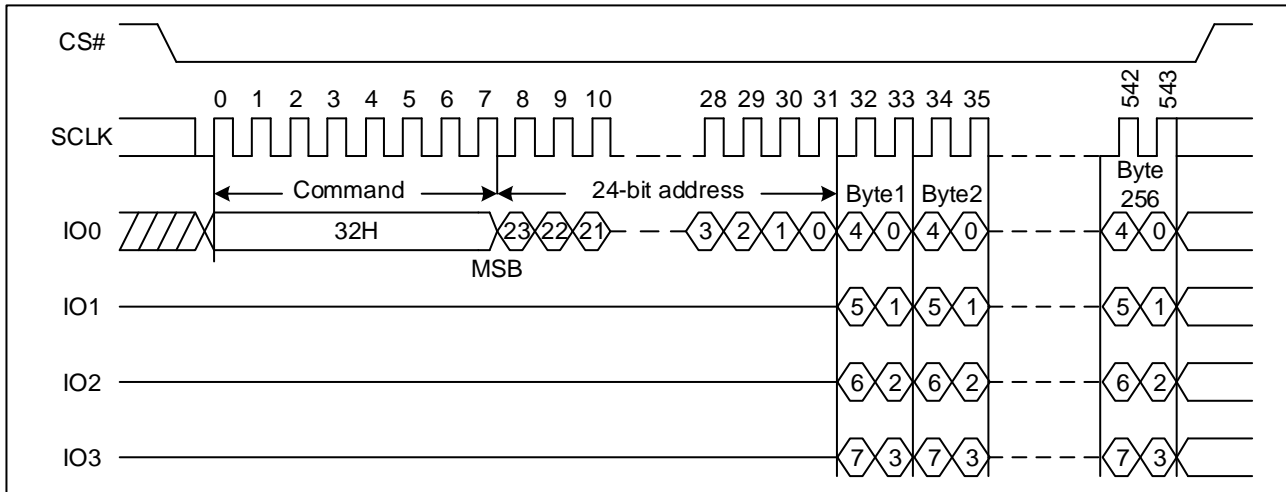 CS#
0 1 2 3 4 5 6 7 8 9 10 28 29 30 31 32 33 34 35 542 543
SCLK
Command 24-bit address Byte1 Byte2 Byte
256
IO0 32H 23 22 21 3 2 1 0 4 0 4 0 4 0
MSB
IO1 5 1 5 1 5 1
IO2 6 2 6 2 6 2
IO3 7 3 7 3 7 3